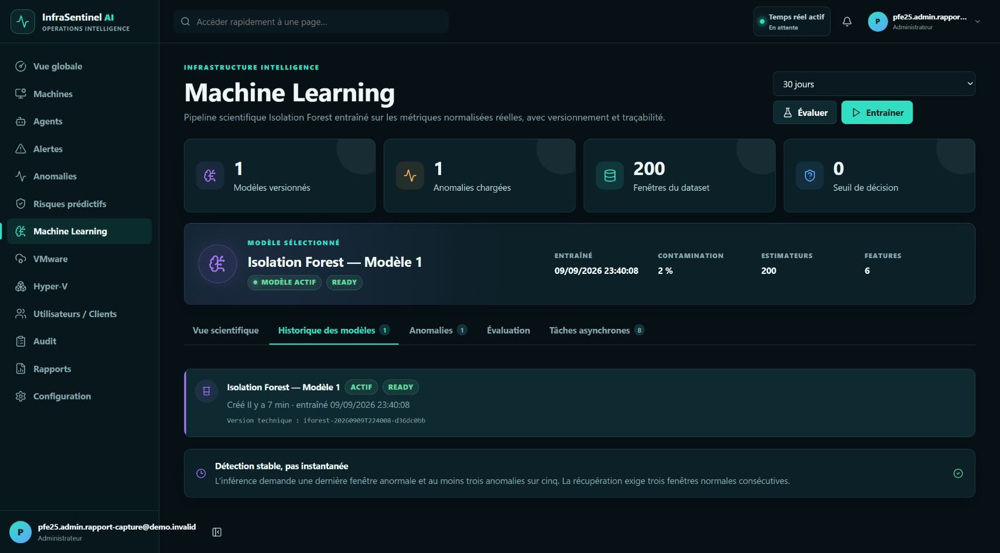 InfraSentinel AI
OPERATIONS INTELLIGENCE
Accéder rapidement à une page...
Temps réel actif
En attente
P
pfe25.admin.rappor...
Administrateur
Vue globale
Machines
Agents
Alertes
Anomalies
Risques prédictifs
Machine Learning
VMware
Hyper-V
Utilisateurs / Clients
Audit
Rapports
Configuration
P
pfe25.admin.rapport-capture@demo.invalid
Administrateur
INFRASTRUCTURE INTELLIGENCE
Machine Learning
Pipeline scientifique Isolation Forest entraîné sur les métriques normalisées réelles, avec versionnement et traçabilité.
30 jours
Évaluer
Entraîner
1
Modèles versionnés
1
Anomalies chargées
200
Fenêtres du dataset
0
Seuil de décision
MODÈLE SÉLECTIONNÉ
Isolation Forest — Modèle 1
MODÈLE ACTIF
READY
ENTRAÎNÉ
09/09/2026 23:40:08
CONTAMINATION
2 %
ESTIMATEURS
200
FEATURES
6
Vue scientifique
Historique des modèles 1
Anomalies 1
Évaluation
Tâches asynchrones 8
Isolation Forest — Modèle 1 ACTIF READY
Créé Il y a 7 min · entraîné 09/09/2026 23:40:08
Version technique : iforest-20260909T224008-d36dc0bb
Détection stable, pas instantanée
L'inférence demande une dernière fenêtre anormale et au moins trois anomalies sur cinq. La récupération exige trois fenêtres normales consécutives.